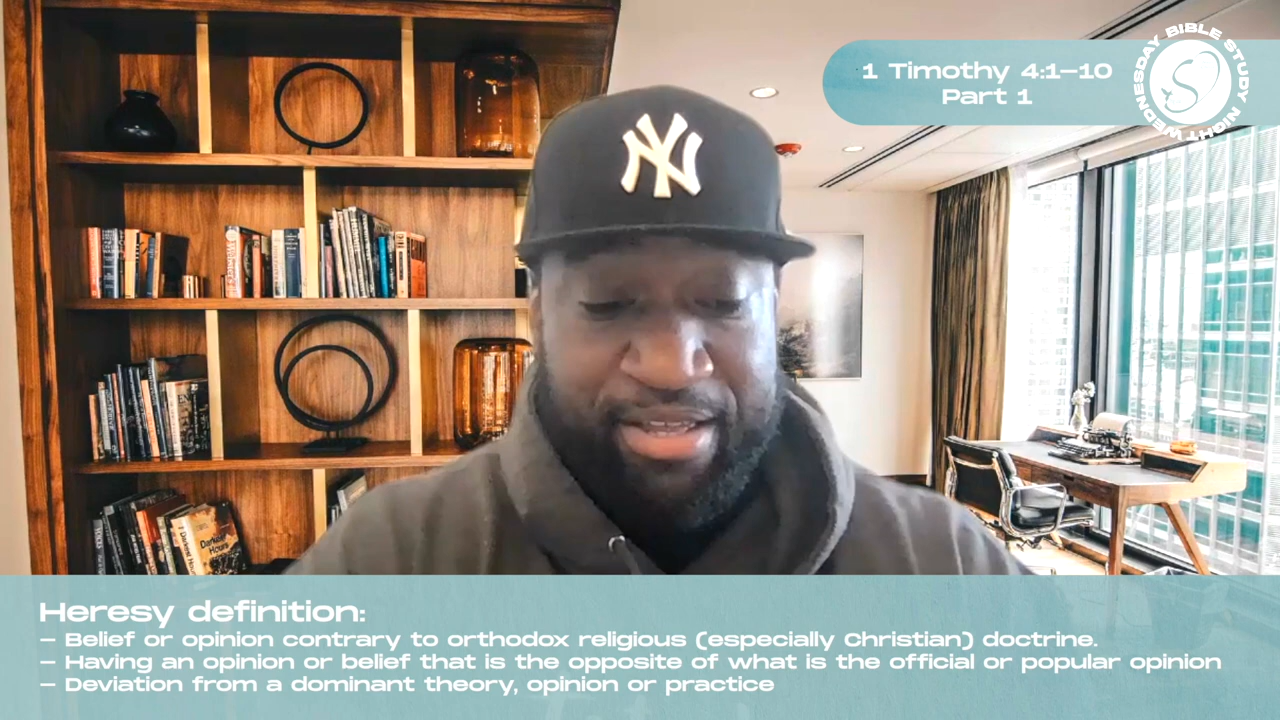 1 Timothy 4:1-10
Part 1
WEDNESDAY BIBLE STUDY NIGHT
NY
Darkest
Hours
Heresy definition:
- Belief or opinion contrary to orthodox religious (especially Christian) doctrine.
- Having an opinion or belief that is the opposite of what is the official or popular opinion
- Deviation from a dominant theory, opinion or practice